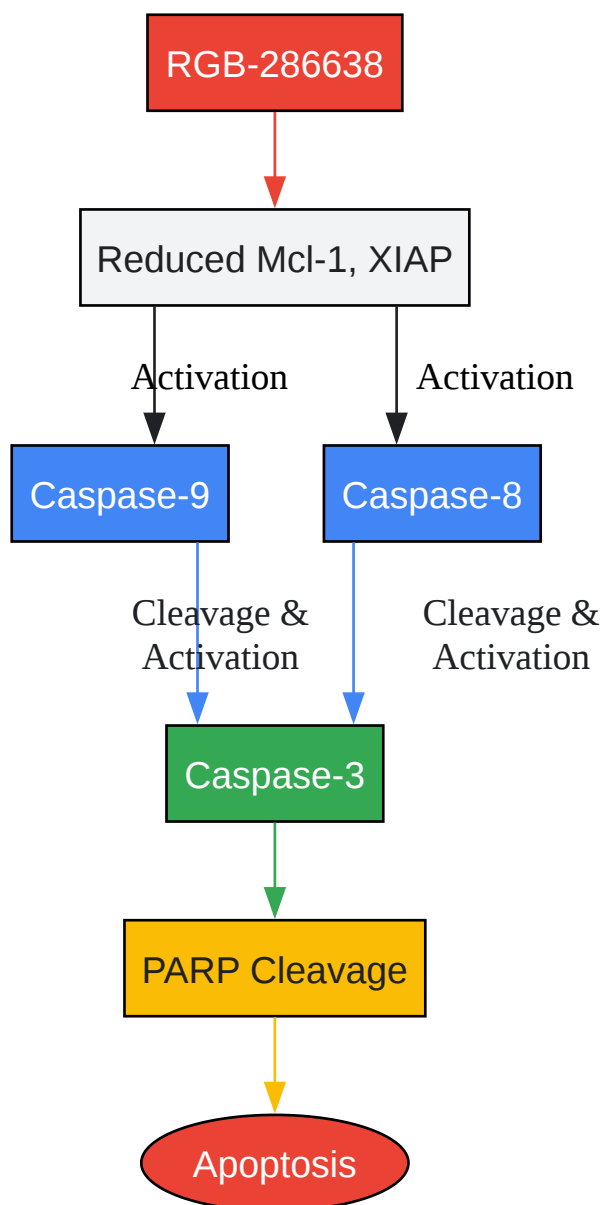 RGB-286638
Reduced Mcl-1, XIAP
Activation
Activation
Caspase-9
Caspase-8
Cleavage &
Activation
Cleavage &
Activation
Caspase-3
PARP Cleavage
Apoptosis